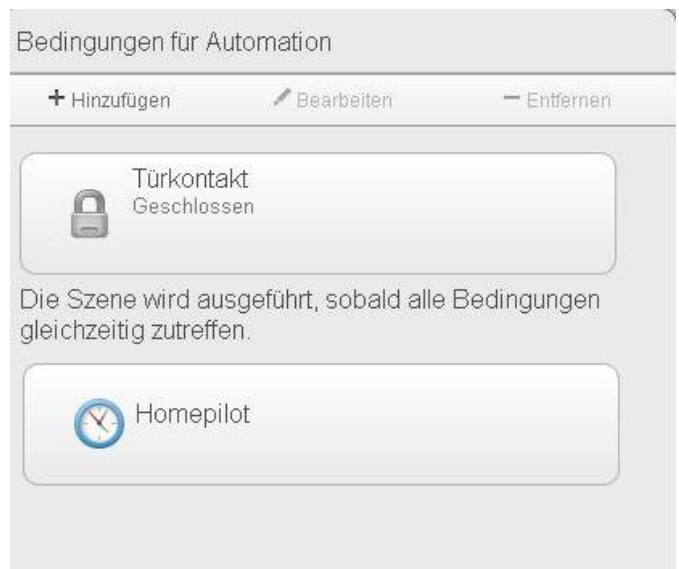 Bedingungen für Automation
+ Hinzufügen Bearbeiten − Entfernen
Türkontakt
Geschlossen
Die Szene wird ausgeführt, sobald alle Bedingungen
gleichzeitig zutreffen.
Homepilot